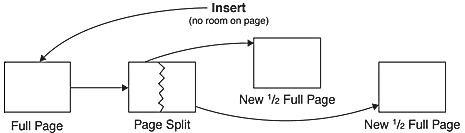 Insert
(no room on page)
New 1/2 Full Page
Full Page
Page Split
New 1/2 Full Page